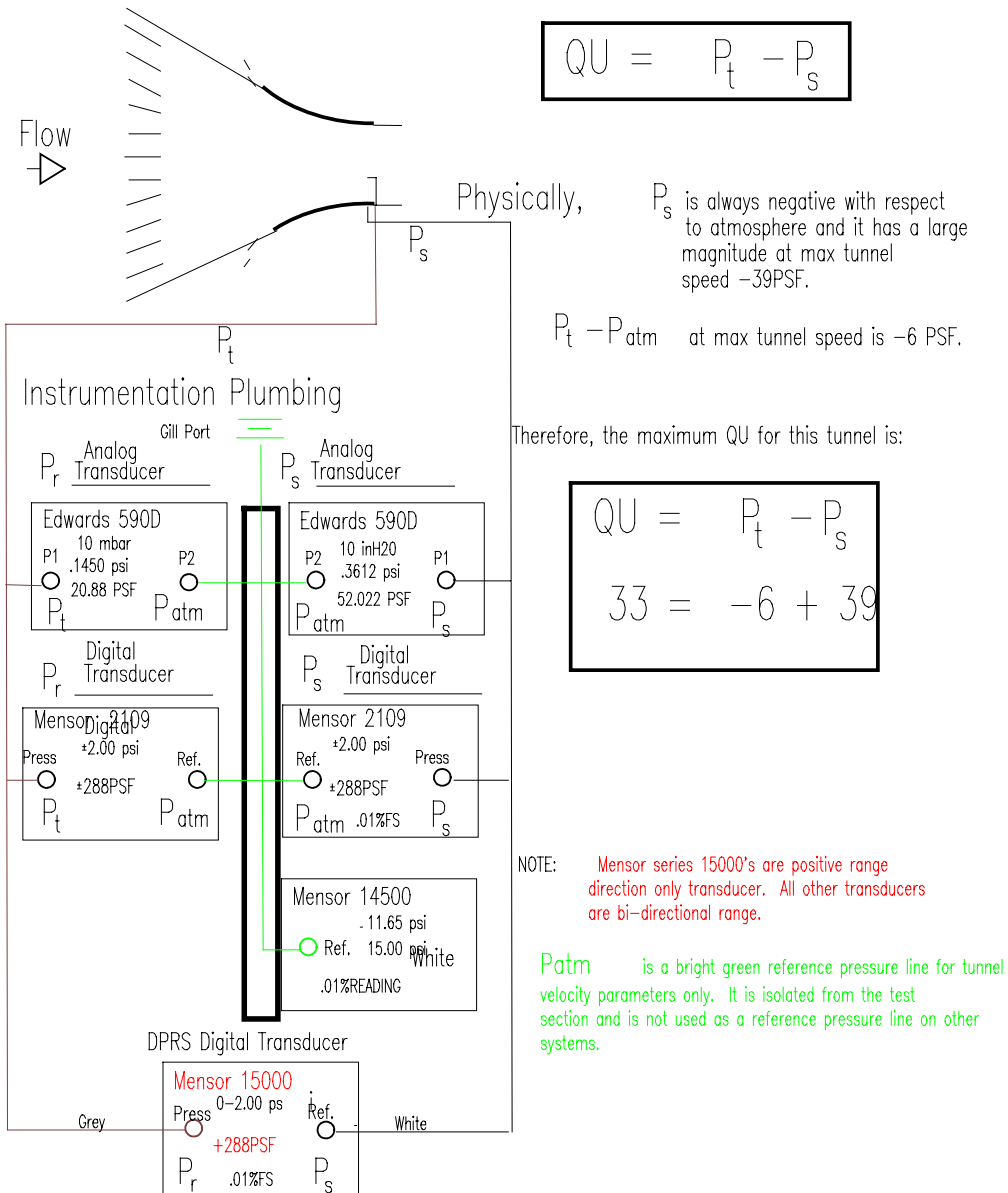 QU = Pt - Ps
Flow
Physically, Ps is always negative with respect
to atmosphere and it has a large
magnitude at max tunnel
speed -39PSF.
Ps
Pt - Patm at max tunnel speed is -6 PSF.
Pt
Instrumentation Plumbing
Gill Port
Therefore, the maximum QU for this tunnel is:
QU = Pt - Ps
33 = -6 + 39
Pr Analog
Transducer
Ps Analog
Transducer
Edwards 590D
10 mbar
P1 .1450 psi P2
20.88 PSF
Pt Patm
Edwards 590D
10 inH20
P2 .3612 psi P1
52.022 PSF
Patm Ps
Pr Digital
Transducer
Ps Digital
Transducer
Mensor 2109
Digital
±2.00 psi
Press Ref.
±288PSF
Pt Patm
Mensor 2109
±2.00 psi
Ref. Press
±288PSF
Patm .01%FS Ps
Mensor 14500
- 11.65 psi
Ref. 15.00 psi
White
.01%READING
NOTE: Mensor series 15000's are positive range
direction only transducer. All other transducers
are bi-directional range.
Patm is a bright green reference pressure line for tunnel
velocity parameters only. It is isolated from the test
section and is not used as a reference pressure line on other
systems.
DPRS Digital Transducer
Mensor 15000
0-2.00 ps i
Press Ref.
Grey White
+288PSF
Pr .01%FS Ps